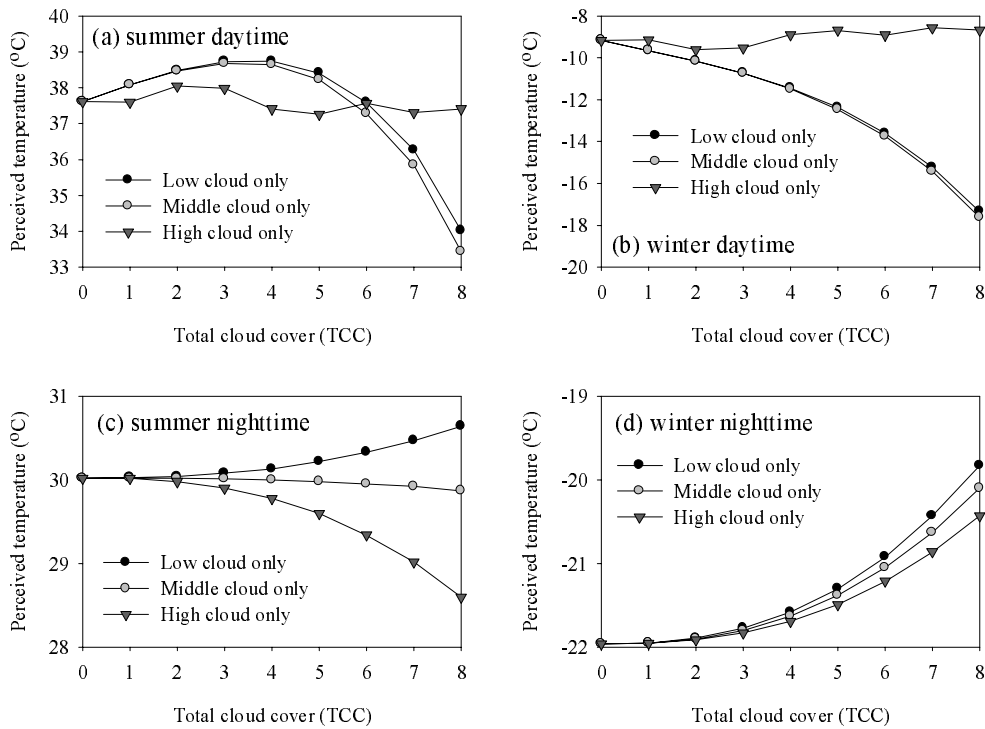 (a) summer daytime
Perceived temperature (°C)
40
39
38
37
36
35
34
33
Low cloud only
Middle cloud only
High cloud only
0 1 2 3 4 5 6 7 8
Total cloud cover (TCC)
(b) winter daytime
Perceived temperature (°C)
-8
-10
-12
-14
-16
-18
-20
Low cloud only
Middle cloud only
High cloud only
0 1 2 3 4 5 6 7 8
Total cloud cover (TCC)
(c) summer nighttime
Perceived temperature (°C)
31
30
29
28
Low cloud only
Middle cloud only
High cloud only
0 1 2 3 4 5 6 7 8
Total cloud cover (TCC)
(d) winter nighttime
Perceived temperature (°C)
-19
-20
-21
-22
Low cloud only
Middle cloud only
High cloud only
0 1 2 3 4 5 6 7 8
Total cloud cover (TCC)